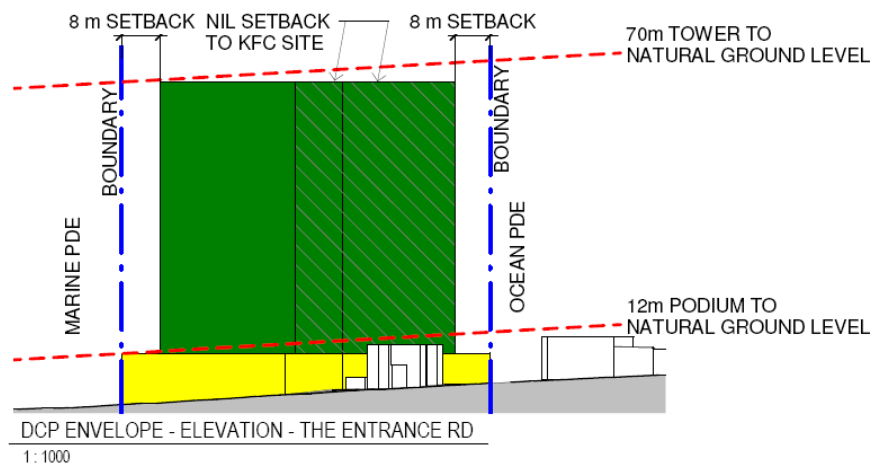 8 m SETBACK
NIL SETBACK
TO KFC SITE
8 m SETBACK
70m TOWER TO
NATURAL GROUND LEVEL
BOUNDARY
BOUNDARY
MARINE PDE
OCEAN PDE
12m PODIUM TO
NATURAL GROUND LEVEL
DCP ENVELOPE - ELEVATION - THE ENTRANCE RD
1 : 1000